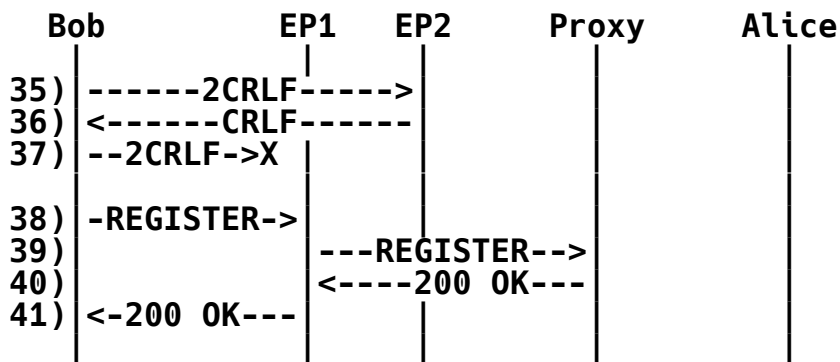 Bob EP1 EP2 Proxy Alice
35) ------2CRLF----->
36) <------CRLF------
37) --2CRLF->X
38) -REGISTER->
39) ---REGISTER-->
40) <----200 OK---
41) <-200 OK---